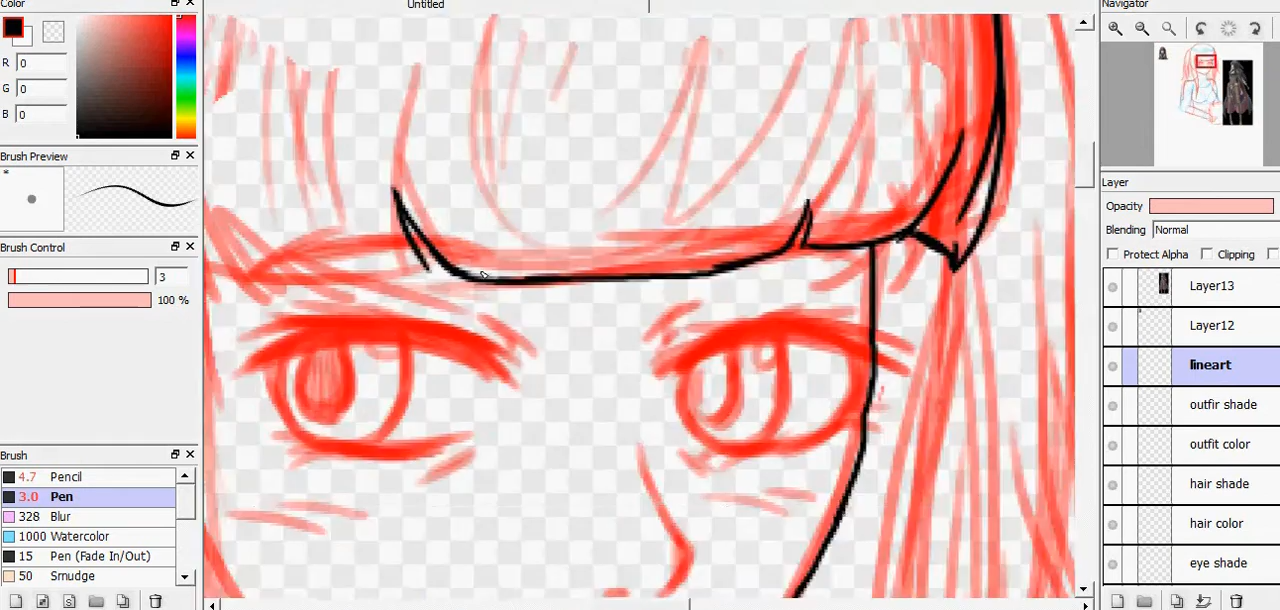 Color
R 0
G 0
B 0
Brush Preview
*
Brush Control
3
100 %
Brush
4.7 Pencil
3.0 Pen
328 Blur
1000 Watercolor
15 Pen (Fade In/Out)
50 Smudge
Untitled
Navigator
Layer
Opacity
Blending Normal
Protect Alpha Clipping
Layer13
Layer12
lineart
outfir shade
outfit color
hair shade
hair color
eye shade